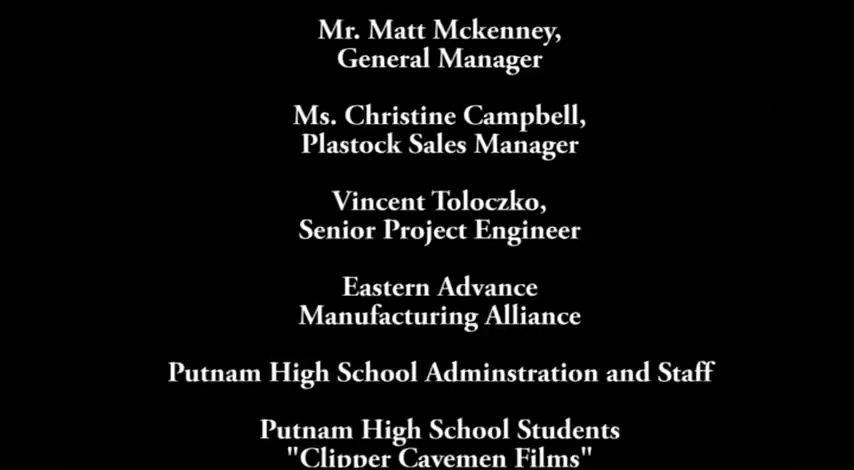 Mr. Matt Mckenney,
General Manager
Ms. Christine Campbell,
Plastock Sales Manager
Vincent Toloczko,
Senior Project Engineer
Eastern Advance
Manufacturing Alliance
Putnam High School Adminstration and Staff
Putnam High School Students
"Clipper Cavemen Films"